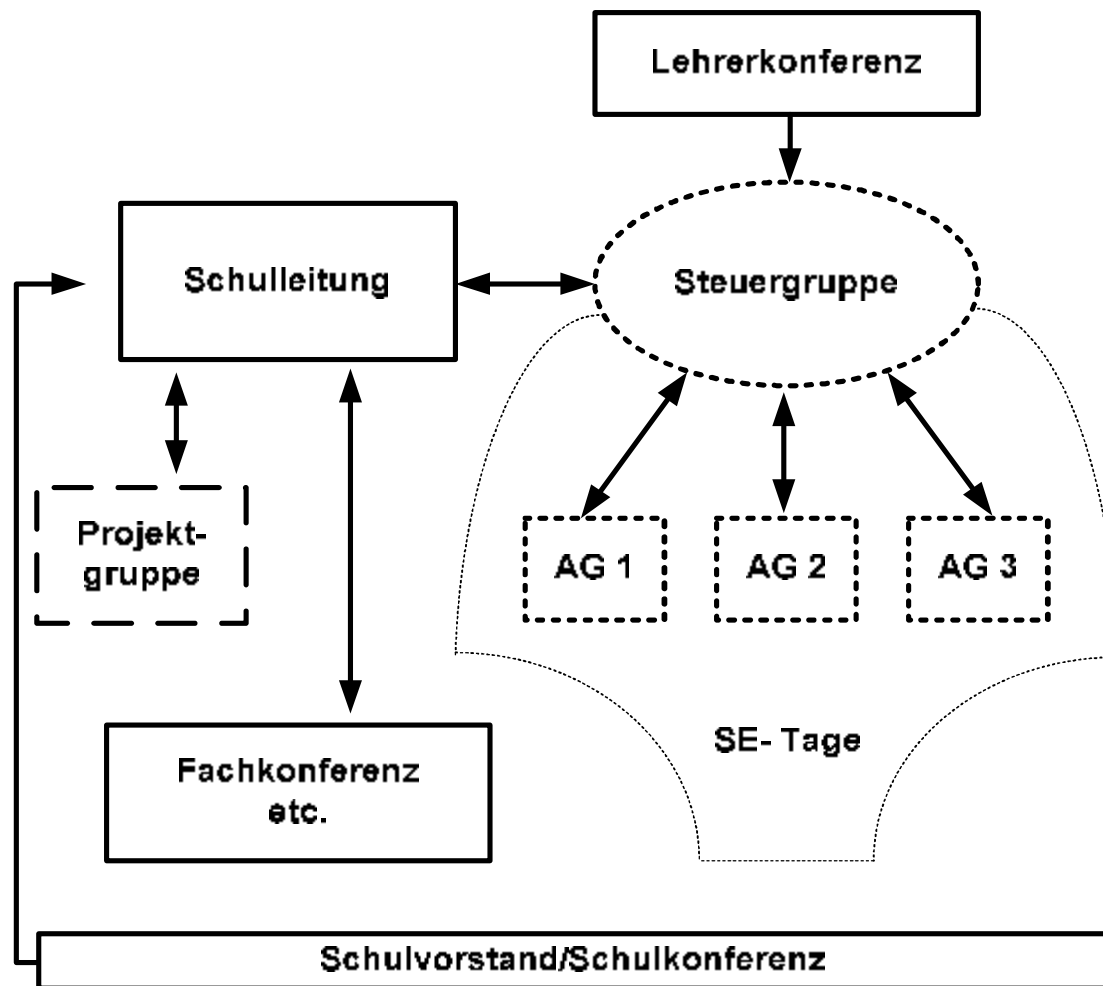 Lehrerkonferenz
Schulleitung
Steuergruppe
Projekt-
gruppe
AG 1
AG 2
AG 3
SE- Tage
Fachkonferenz
etc.
Schulvorstand/Schulkonferenz